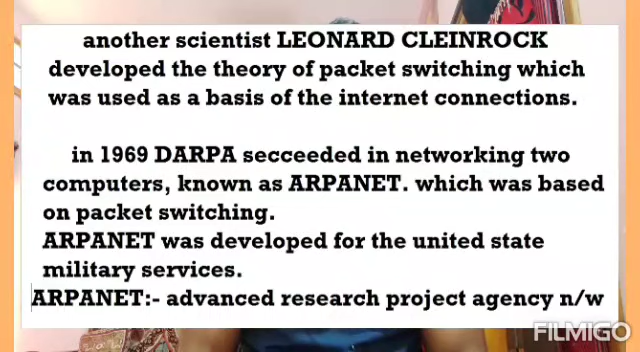 another scientist LEONARD CLEINROCK
developed the theory of packet switching which
was used as a basis of the internet connections.
in 1969 DARPA secceeded in networking two
computers, known as ARPANET. which was based
on packet switching.
ARPANET was developed for the united state
military services.
ARPANET:- advanced research project agency n/w
FILMIGO